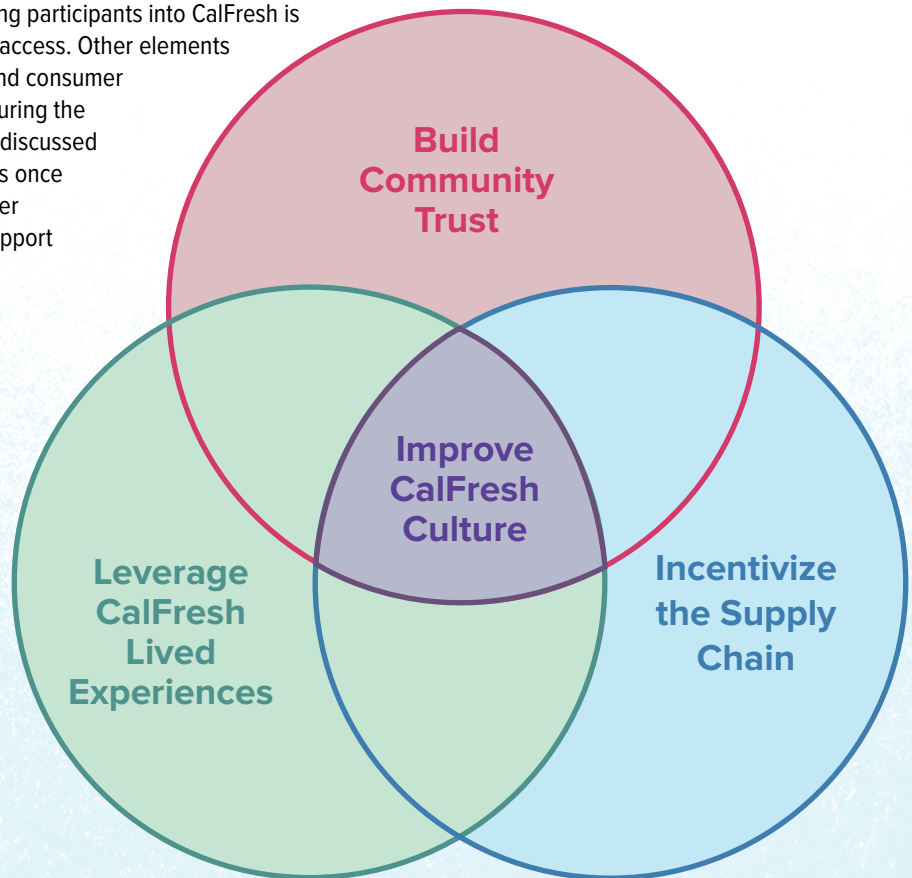 ng participants into CalFresh is
access. Other elements
nd consumer
uring the
discussed
s once
er
pport
Build
Community
Trust
Improve
CalFresh
Culture
Leverage
CalFresh
Lived
Experiences
Incentivize
the Supply
Chain